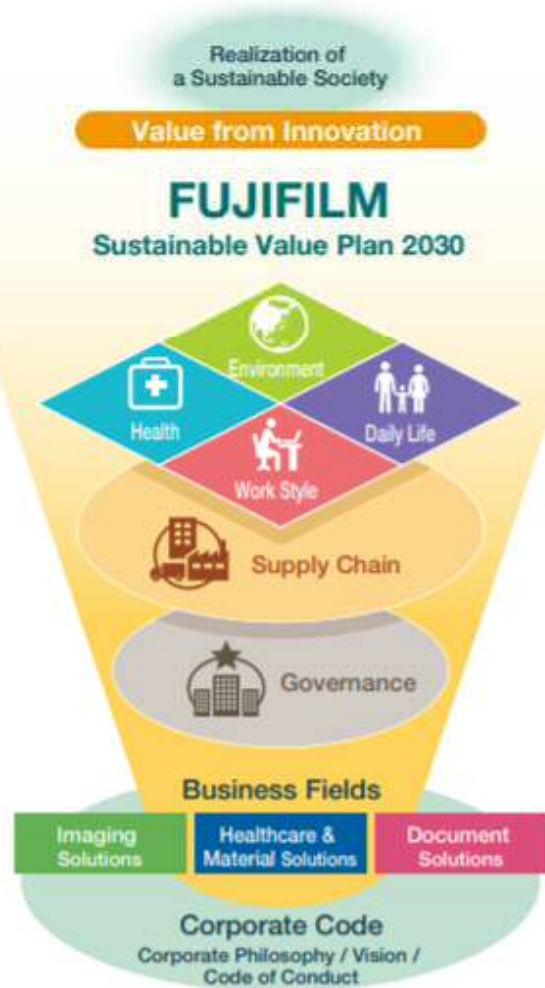 Realization of
a Sustainable Society
Value from Innovation
FUJIFILM
Sustainable Value Plan 2030
Environment
Health
Daily Life
Work Style
Supply Chain
Governance
Business Fields
Imaging
Solutions
Healthcare &
Material Solutions
Document
Solutions
Corporate Code
Corporate Philosophy / Vision /
Code of Conduct